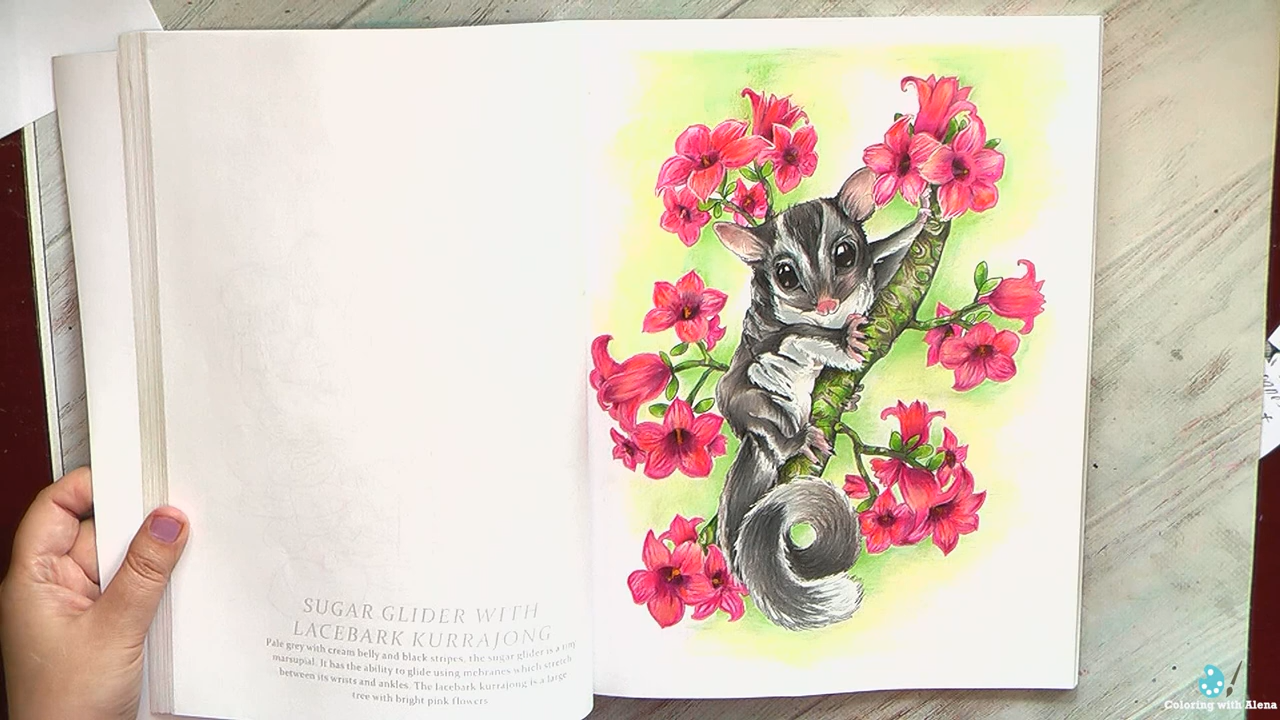 SUGAR GLIDER WITH
LACEBARK KURRAJONG
Pale grey with cream belly and black stripes, the sugar glider is a tiny
marsupial. It has the ability to glide using mebranes which stretch
between its wrists and ankles. The lacebark kurrajong is a large
tree with bright pink flowers
Coloring with Alena